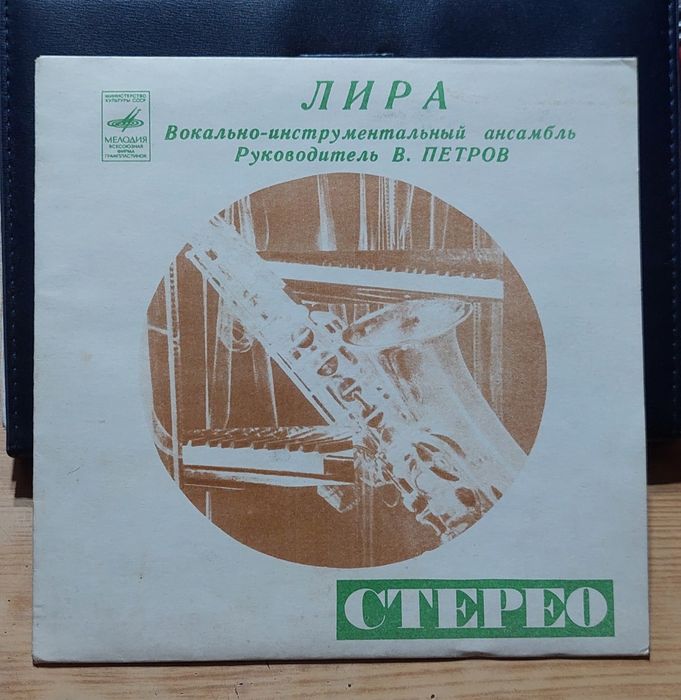 ЛИРА
Вокально-инструментальный ансамбль
Руководитель В. ПЕТРОВ
МИНИСТЕРСТВО
КУЛЬТУРЫ СССР
МЕЛОДИЯ
ВСЕСОЮЗНАЯ
ФИРМА
ГРАМПЛАСТИНОК
СТЕРЕО